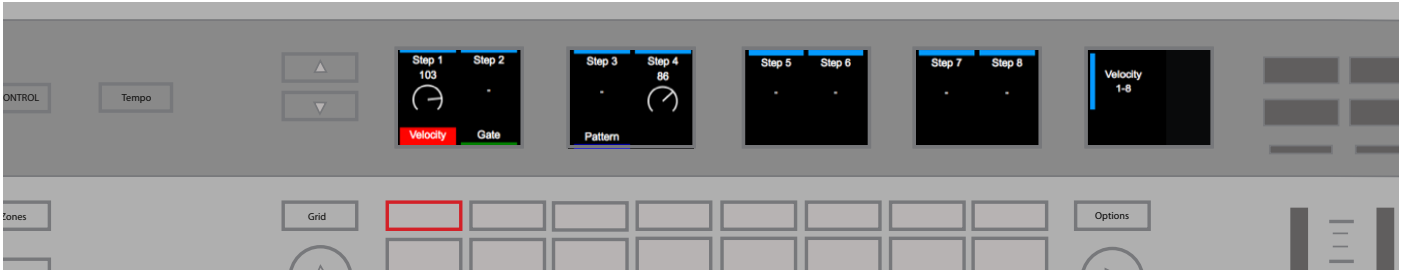 Step 1 Step 2 Step 3 Step 4 Step 5 Step 6 Step 7 Step 8
103 - - 86 - - - -
Velocity
1-8
ONTROL Tempo
Velocity Gate Pattern
Zones Grid Options